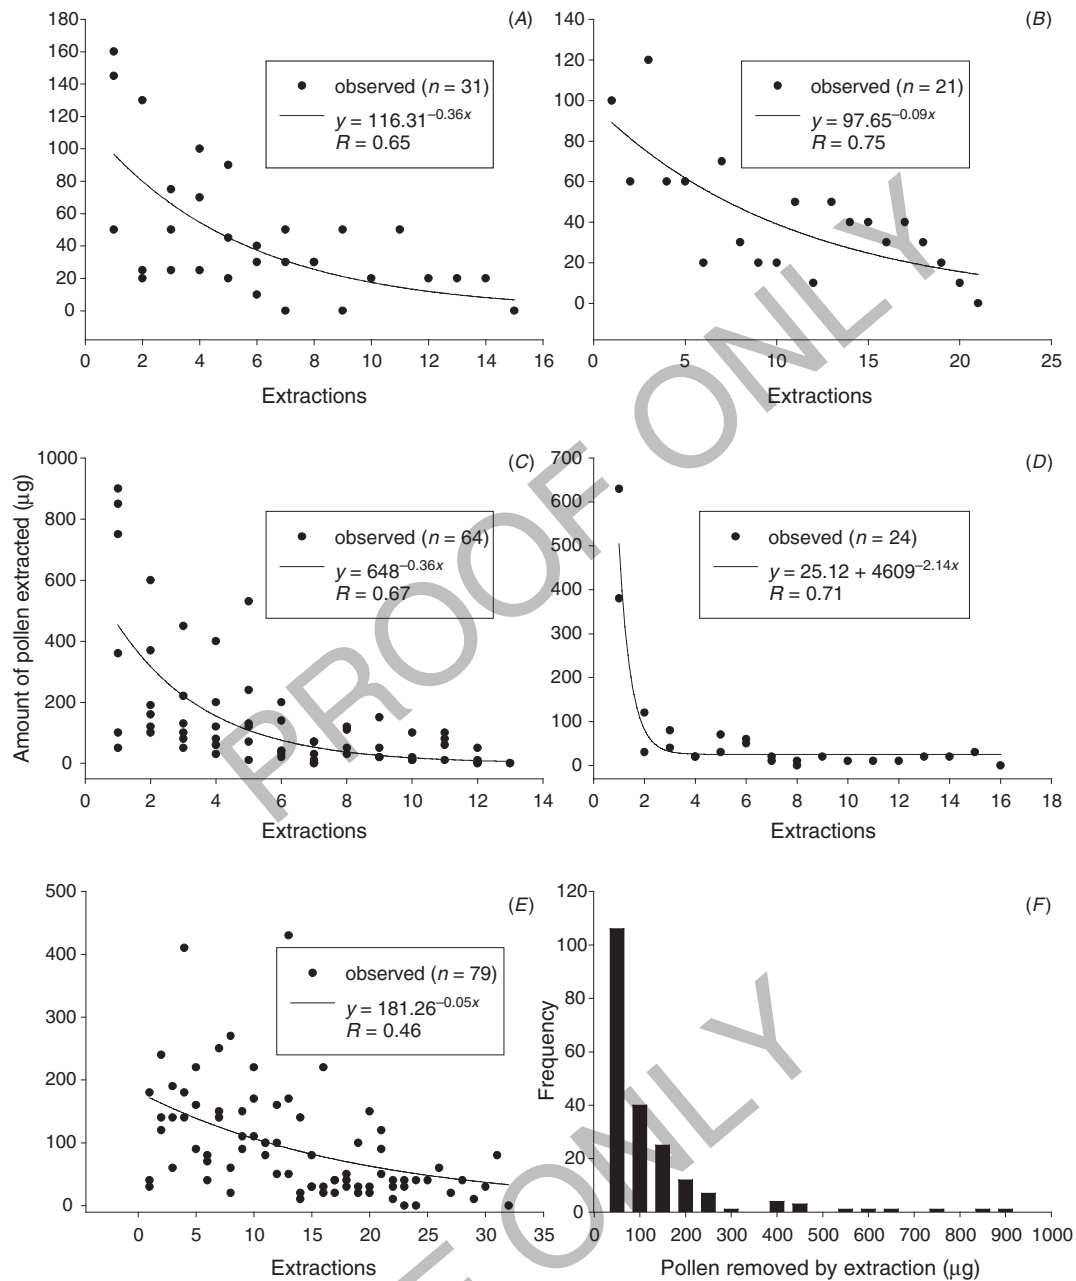 (A)
180
160
140
120
100
80
60
40
20
0
observed (n = 31)
y = 116.31^–0.36x
R = 0.65
0 2 4 6 8 10 12 14 16
Extractions
(B)
140
120
100
80
60
40
20
0
observed (n = 21)
y = 97.65^–0.09x
R = 0.75
0 5 10 15 20 25
Extractions
Amount of pollen extracted (μg)
(C)
1000
800
600
400
200
0
observed (n = 64)
y = 648^–0.36x
R = 0.67
0 2 4 6 8 10 12 14
Extractions
(D)
700
600
500
400
300
200
100
0
obseved (n = 24)
y = 25.12 + 4609^–2.14x
R = 0.71
0 2 4 6 8 10 12 14 16 18
Extractions
(E)
500
400
300
200
100
0
observed (n = 79)
y = 181.26^–0.05x
R = 0.46
0 5 10 15 20 25 30 35
Extractions
(F)
Frequency
120
100
80
60
40
20
0
0 100 200 300 400 500 600 700 800 900 1000
Pollen removed by extraction (μg)
PROOF ONLY
F ONLY